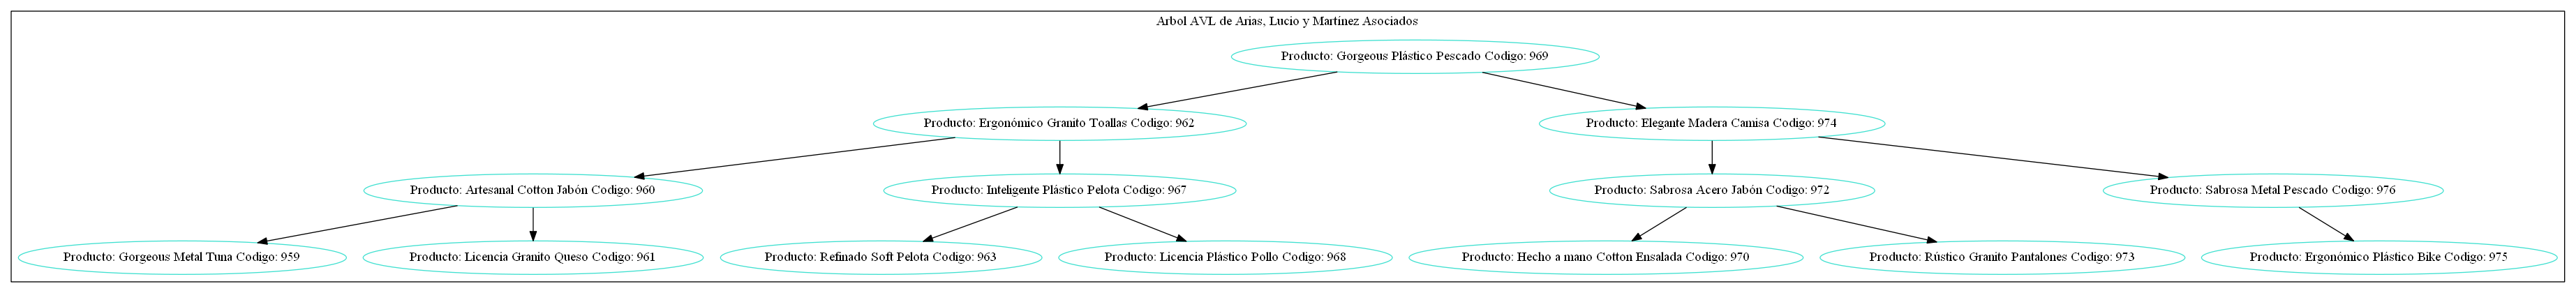 Arbol AVL de Arias, Lucio y Martínez Asociados
Producto: Gorgeous Plástico Pescado Codigo: 969
Producto: Ergonómico Granito Toallas Codigo: 962
Producto: Elegante Madera Camisa Codigo: 974
Producto: Artesanal Cotton Jabón Codigo: 960
Producto: Inteligente Plástico Pelota Codigo: 967
Producto: Sabrosa Acero Jabón Codigo: 972
Producto: Sabrosa Metal Pescado Codigo: 976
Producto: Gorgeous Metal Tuna Codigo: 959
Producto: Licencia Granito Queso Codigo: 961
Producto: Refinado Soft Pelota Codigo: 963
Producto: Licencia Plástico Pollo Codigo: 968
Producto: Hecho a mano Cotton Ensalada Codigo: 970
Producto: Rústico Granito Pantalones Codigo: 973
Producto: Ergonómico Plástico Bike Codigo: 975